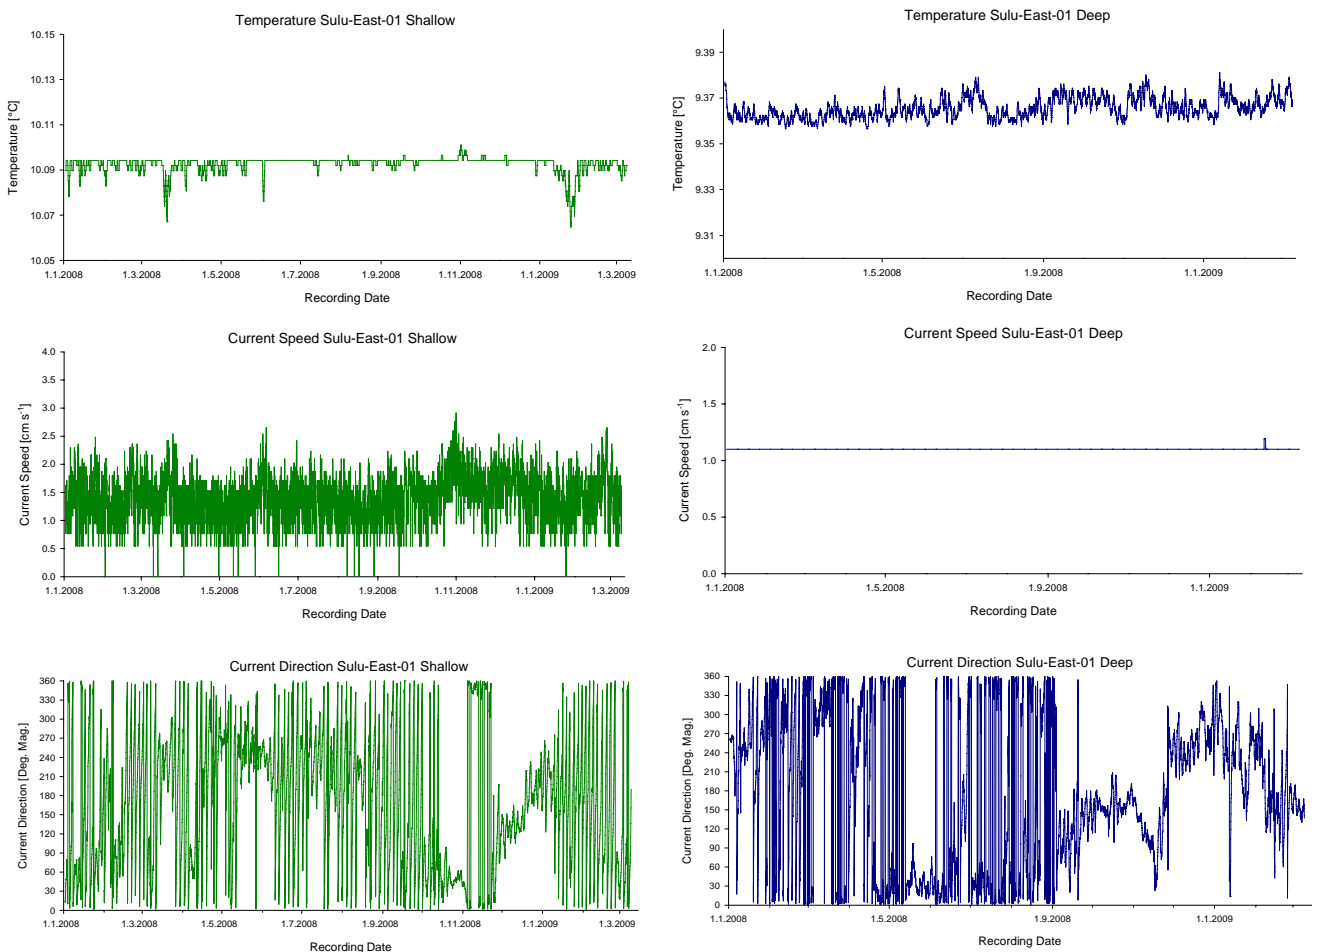 Temperature Sulu-East-01 Shallow
10.15
10.13
10.11
10.09
10.07
10.05
Temperature [°C]
1.1.2008 1.3.2008 1.5.2008 1.7.2008 1.9.2008 1.11.2008 1.1.2009 1.3.2009
Recording Date
Temperature Sulu-East-01 Deep
9.39
9.37
9.35
9.33
9.31
Temperature [°C]
1.1.2008 1.5.2008 1.9.2008 1.1.2009
Recording Date
Current Speed Sulu-East-01 Shallow
4.0
3.5
3.0
2.5
2.0
1.5
1.0
0.5
0.0
Current Speed [cm s-1]
1.1.2008 1.3.2008 1.5.2008 1.7.2008 1.9.2008 1.11.2008 1.1.2009 1.3.2009
Recording Date
Current Speed Sulu-East-01 Deep
2.0
1.5
1.0
0.5
0.0
Current Speed [cm s-1]
1.1.2008 1.5.2008 1.9.2008 1.1.2009
Recording Date
Current Direction Sulu-East-01 Shallow
360
330
300
270
240
210
180
150
120
90
60
30
0
Current Direction [Deg. Mag.]
1.1.2008 1.3.2008 1.5.2008 1.7.2008 1.9.2008 1.11.2008 1.1.2009 1.3.2009
Recording Date
Current Direction Sulu-East-01 Deep
360
330
300
270
240
210
180
150
120
90
60
30
0
Current Direction [Deg. Mag.]
1.1.2008 1.5.2008 1.9.2008 1.1.2009
Recording Date